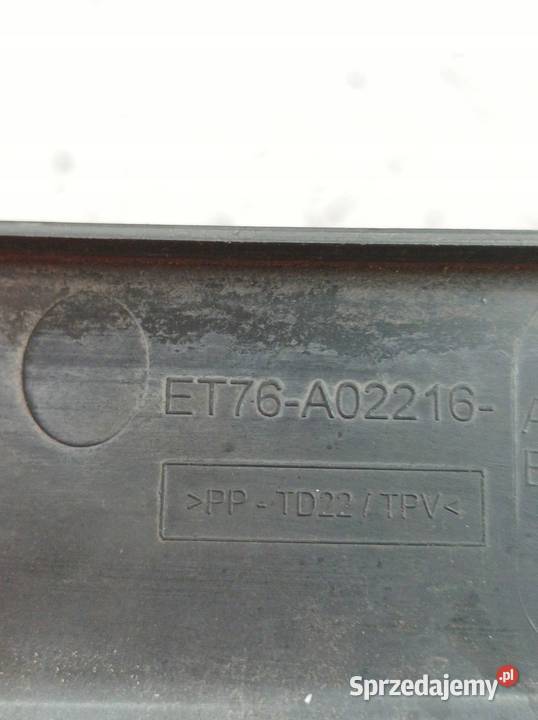 ET76-A02216-
A
>PP - TD22 / TPV<
Sprzedajemy.pl